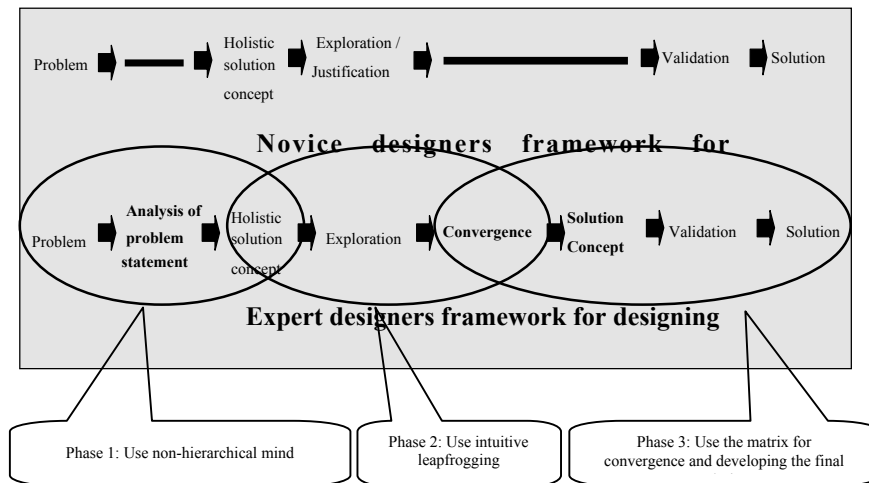 Problem
Holistic
solution
concept
Exploration /
Justification
Validation
Solution
Novice designers framework for
Problem
Analysis of
problem
statement
Holistic
solution
concept
Exploration
Convergence
Solution
Concept
Validation
Solution
Expert designers framework for designing
Phase 1: Use non-hierarchical mind
Phase 2: Use intuitive
leapfrogging
Phase 3: Use the matrix for
convergence and developing the final